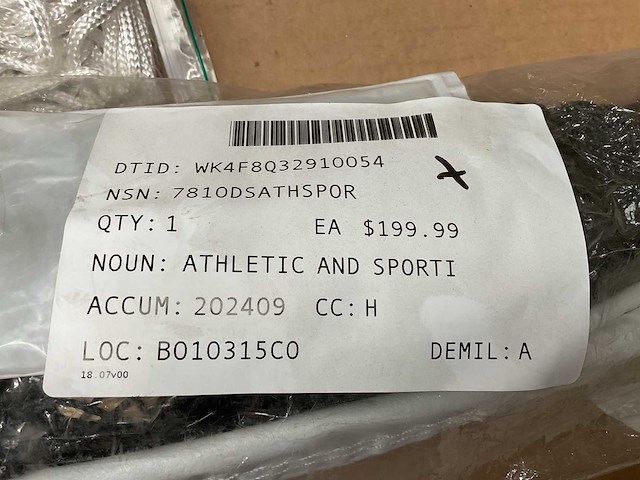 DTID: WK4F8Q32910054
NSN: 7810DSATHSPOR
QTY: 1 EA $199.99
NOUN: ATHLETIC AND SPORTI
ACCUM: 202409 CC: H
LOC: BO10315CO DEMIL: A
18.07v00